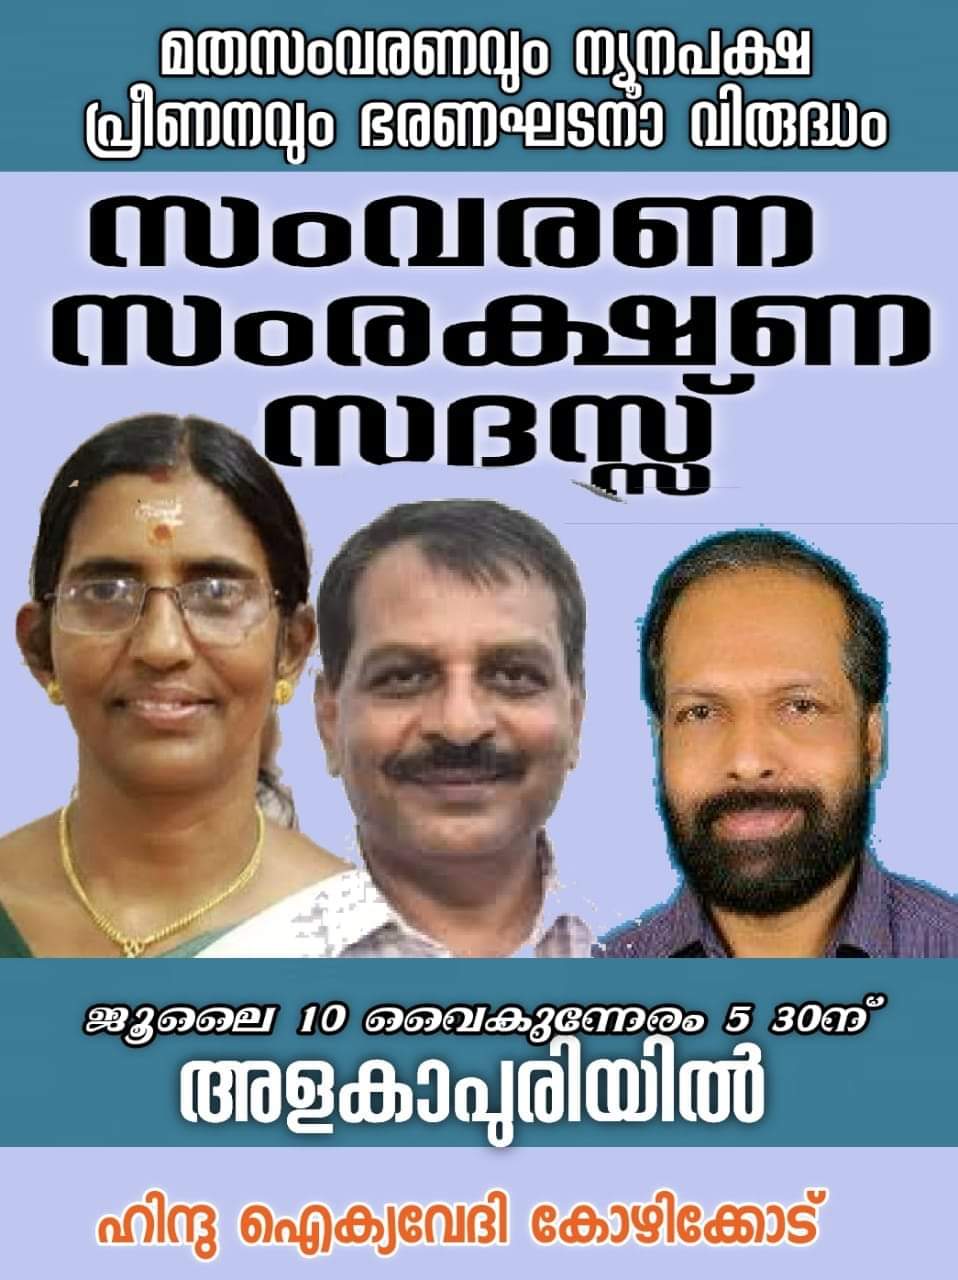 മതസംവരണവും ന്യൂനപക്ഷ
പ്രീണനവും ഭരണഘടനാ വിരുദ്ധം
സംവരണ
സംരക്ഷണ
സദസ്സ്
ജൂലൈ 10 വൈകുന്നേരം 5 30ന്
അളകാപുരിയിൽ
ഹിന്ദു ഐക്യവേദി കോഴിക്കോട്